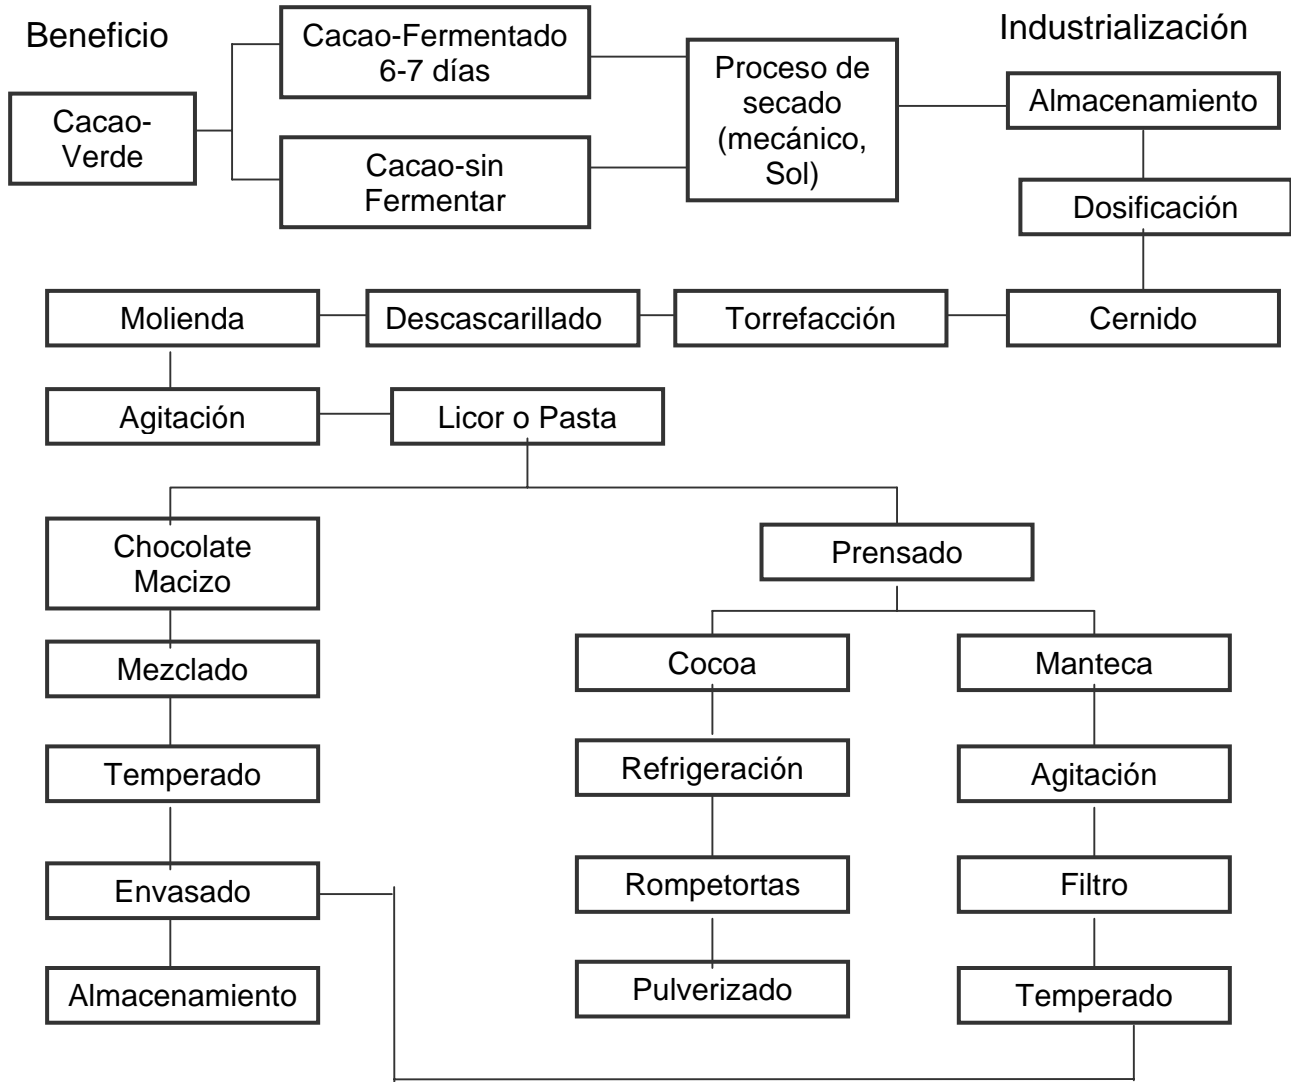 Beneficio
Industrialización
Cacao-Fermentado
6-7 días
Cacao-
Verde
Cacao-sin
Fermentar
Proceso de
secado
(mecánico,
Sol)
Almacenamiento
Dosificación
Molienda
Descascarillado
Torrefacción
Cernido
Agitación
Licor o Pasta
Chocolate
Macizo
Prensado
Mezclado
Cocoa
Manteca
Temperado
Refrigeración
Agitación
Envasado
Rompetortas
Filtro
Almacenamiento
Pulverizado
Temperado